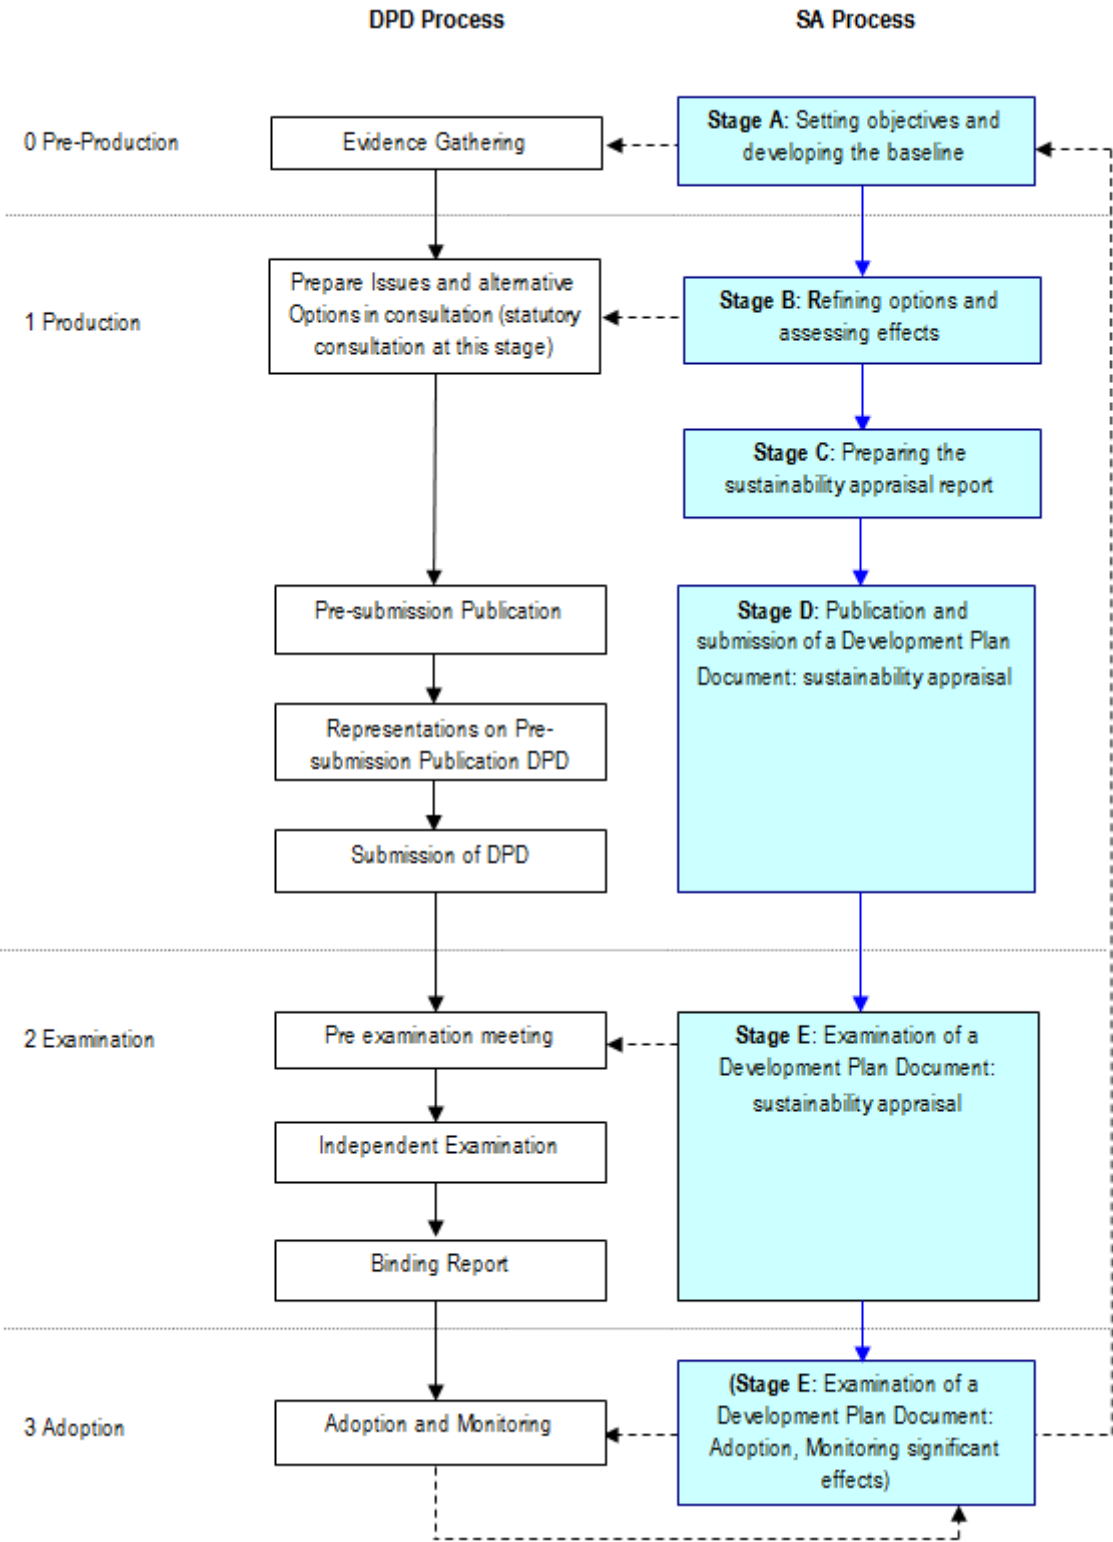 DPD Process
SA Process
0 Pre-Production
Evidence Gathering
Stage A: Setting objectives and
developing the baseline
1 Production
Prepare Issues and alternative
Options in consultation (statutory
consultation at this stage)
Stage B: Refining options and
assessing effects
Stage C: Preparing the
sustainability appraisal report
Pre-submission Publication
Stage D: Publication and
submission of a Development Plan
Document: sustainability appraisal
Representations on Pre-
submission Publication DPD
Submission of DPD
2 Examination
Pre examination meeting
Stage E: Examination of a
Development Plan Document:
sustainability appraisal
Independent Examination
Binding Report
3 Adoption
Adoption and Monitoring
(Stage E: Examination of a
Development Plan Document:
Adoption, Monitoring significant
effects)